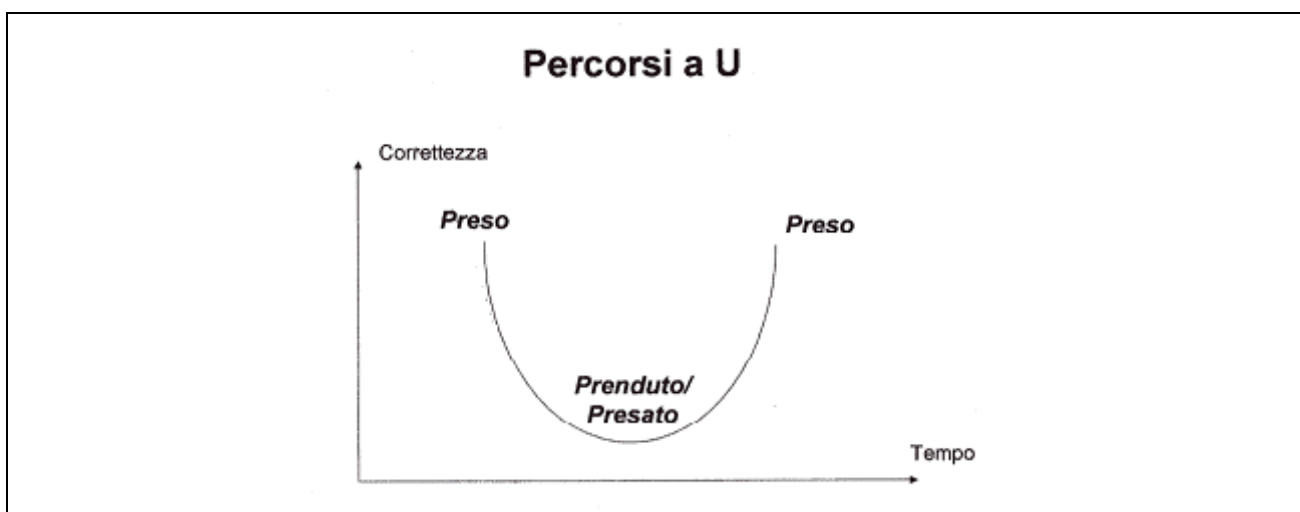 Percorsi a U
Correttezza
Preso
Preso
Prenduto/
Presato
Tempo